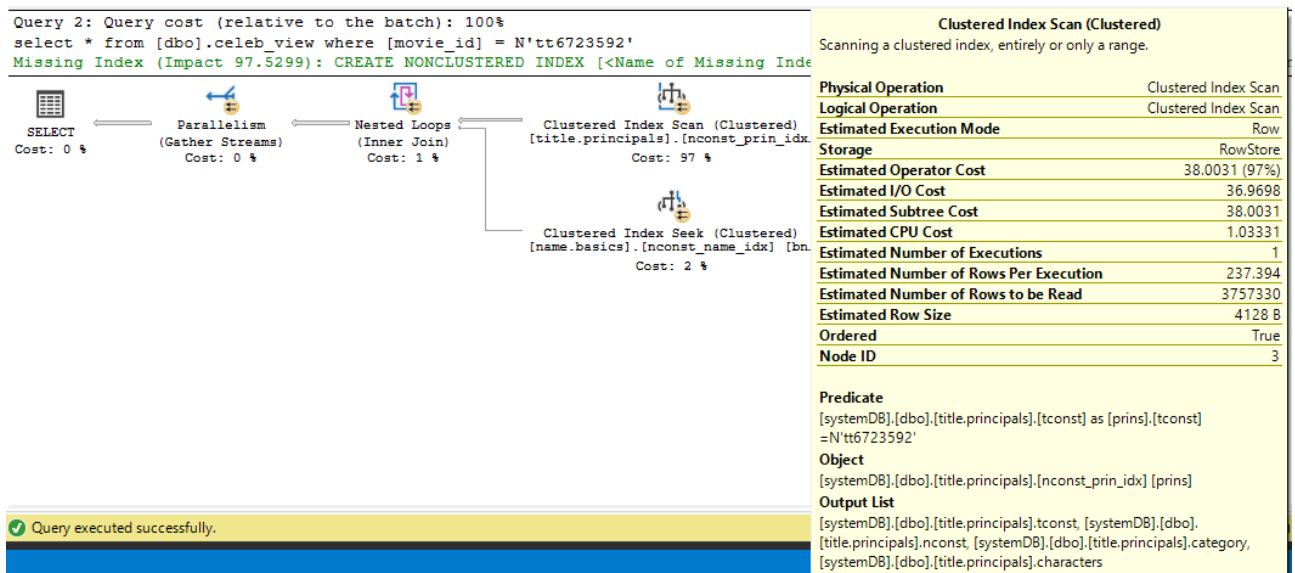 Query 2: Query cost (relative to the batch): 100%
select * from [dbo].celeb_view where [movie_id] = N'tt6723592'
Missing Index (Impact 97.5299): CREATE NONCLUSTERED INDEX [<Name of Missing Inde
SELECT
Cost: 0 %
Parallelism
(Gather Streams)
Cost: 0 %
Nested Loops
(Inner Join)
Cost: 1 %
Clustered Index Scan (Clustered)
[title.principals].[nconst_prin_idx
Cost: 97 %
Clustered Index Seek (Clustered)
[name.basics].[nconst_name_idx] [bn
Cost: 2 %
Query executed successfully.
Clustered Index Scan (Clustered)
Scanning a clustered index, entirely or only a range.
Physical Operation Clustered Index Scan
Logical Operation Clustered Index Scan
Estimated Execution Mode Row
Storage RowStore
Estimated Operator Cost 38.0031 (97%)
Estimated I/O Cost 36.9698
Estimated Subtree Cost 38.0031
Estimated CPU Cost 1.03331
Estimated Number of Executions 1
Estimated Number of Rows Per Execution 237.394
Estimated Number of Rows to be Read 3757330
Estimated Row Size 4128 B
Ordered True
Node ID 3
Predicate
[systemDB].[dbo].[title.principals].[tconst] as [prins].[tconst]
=N'tt6723592'
Object
[systemDB].[dbo].[title.principals].[nconst_prin_idx] [prins]
Output List
[systemDB].[dbo].[title.principals].tconst, [systemDB].[dbo].
[title.principals].nconst, [systemDB].[dbo].[title.principals].category,
[systemDB].[dbo].[title.principals].characters